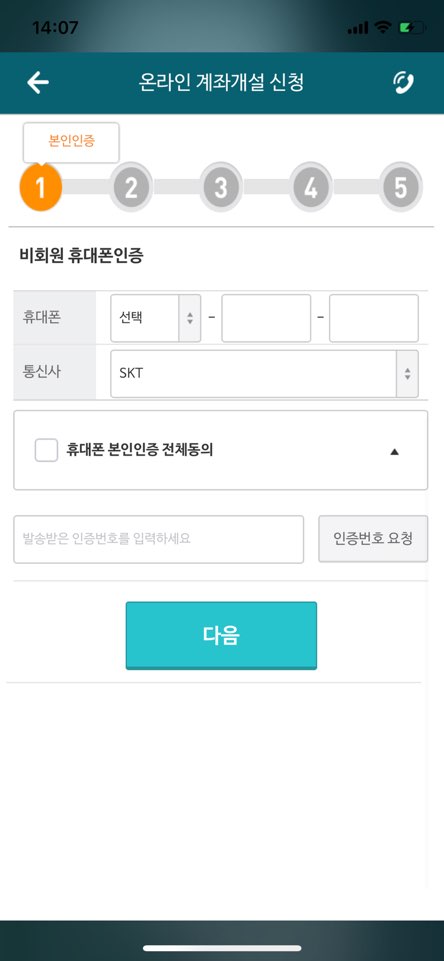 14:07
온라인 계좌개설 신청
본인인증
1 2 3 4 5
비회원 휴대폰인증
휴대폰 선택 - -
통신사 SKT
휴대폰 본인인증 전체동의 ▲
발송받은 인증번호를 입력하세요 인증번호 요청
다음